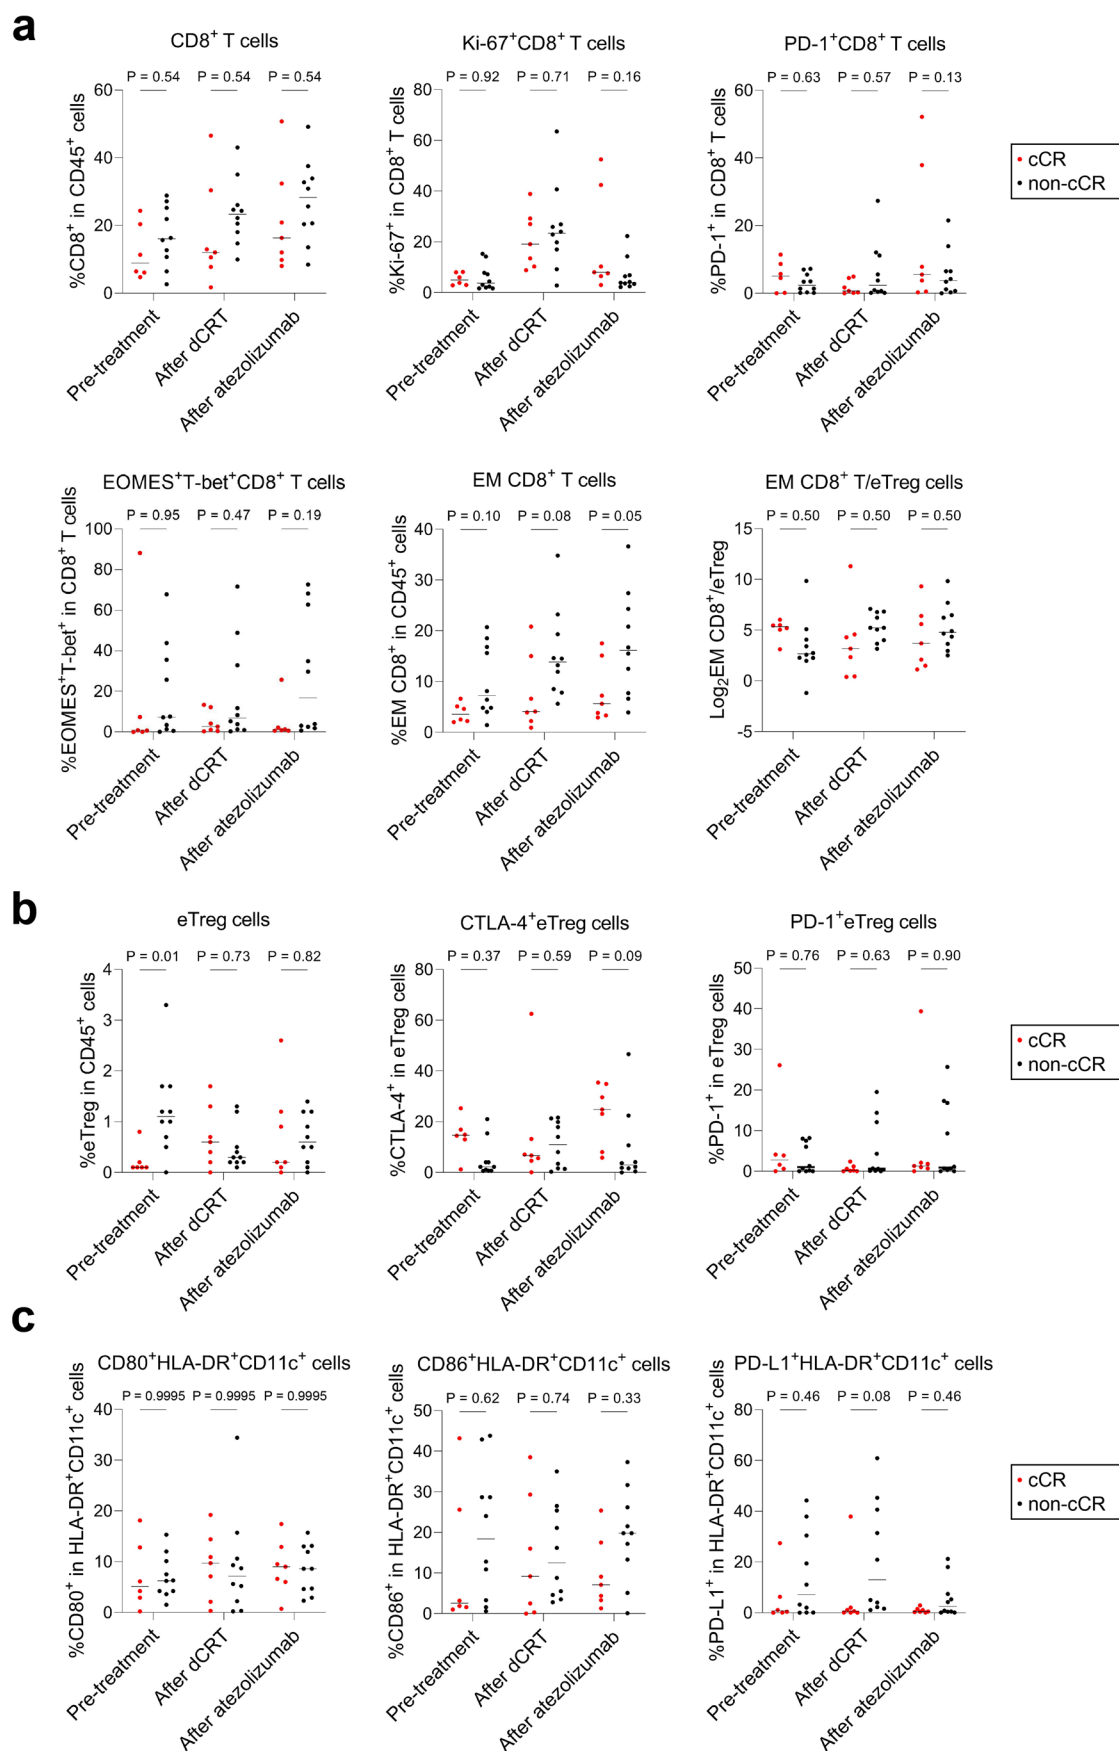 a
CD8⁺ T cells
P = 0.54 P = 0.54 P = 0.54
%CD8⁺ in CD45⁺ cells
60
40
20
0
Pre-treatment
After dCRT
After atezolizumab
Ki-67⁺CD8⁺ T cells
P = 0.92 P = 0.71 P = 0.16
%Ki-67⁺ in CD8⁺ T cells
80
60
40
20
0
Pre-treatment
After dCRT
After atezolizumab
PD-1⁺CD8⁺ T cells
P = 0.63 P = 0.57 P = 0.13
%PD-1⁺ in CD8⁺ T cells
60
40
20
0
Pre-treatment
After dCRT
After atezolizumab
cCR
non-cCR
EOMES⁺T-bet⁺CD8⁺ T cells
P = 0.95 P = 0.47 P = 0.19
%EOMES⁺T-bet⁺ in CD8⁺ T cells
100
80
60
40
20
0
Pre-treatment
After dCRT
After atezolizumab
EM CD8⁺ T cells
P = 0.10 P = 0.08 P = 0.05
%EM CD8⁺ in CD45⁺ cells
40
30
20
10
0
Pre-treatment
After dCRT
After atezolizumab
EM CD8⁺ T/eTreg cells
P = 0.50 P = 0.50 P = 0.50
Log₂EM CD8⁺/eTreg
15
10
5
0
-5
Pre-treatment
After dCRT
After atezolizumab
b
eTreg cells
P = 0.01 P = 0.73 P = 0.82
%eTreg in CD45⁺ cells
4
3
2
1
0
Pre-treatment
After dCRT
After atezolizumab
CTLA-4⁺eTreg cells
P = 0.37 P = 0.59 P = 0.09
%CTLA-4⁺ in eTreg cells
80
60
40
20
0
Pre-treatment
After dCRT
After atezolizumab
PD-1⁺eTreg cells
P = 0.76 P = 0.63 P = 0.90
%PD-1⁺ in eTreg cells
50
40
30
20
10
0
Pre-treatment
After dCRT
After atezolizumab
cCR
non-cCR
c
CD80⁺HLA-DR⁺CD11c⁺ cells
P = 0.9995 P = 0.9995 P = 0.9995
%CD80⁺ in HLA-DR⁺CD11c⁺ cells
40
30
20
10
0
Pre-treatment
After dCRT
After atezolizumab
CD86⁺HLA-DR⁺CD11c⁺ cells
P = 0.62 P = 0.74 P = 0.33
%CD86⁺ in HLA-DR⁺CD11c⁺ cells
50
40
30
20
10
0
Pre-treatment
After dCRT
After atezolizumab
PD-L1⁺HLA-DR⁺CD11c⁺ cells
P = 0.46 P = 0.08 P = 0.46
%PD-L1⁺ in HLA-DR⁺CD11c⁺ cells
80
60
40
20
0
Pre-treatment
After dCRT
After atezolizumab
cCR
non-cCR